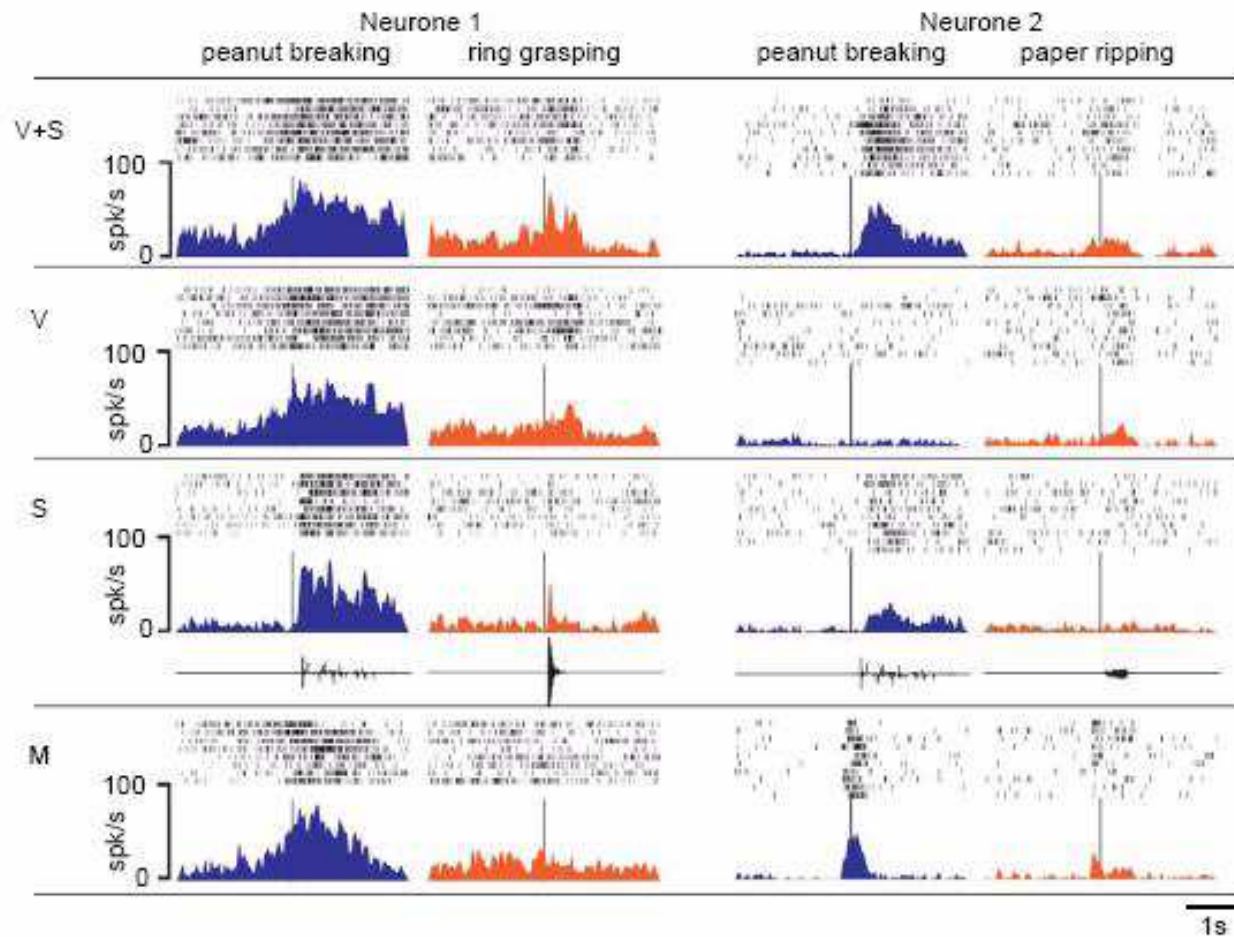 Neurone 1 Neurone 2
peanut breaking ring grasping peanut breaking paper ripping
V+S
100
spk/s
0
V
100
spk/s
0
S
100
spk/s
0
M
100
spk/s
0
1s